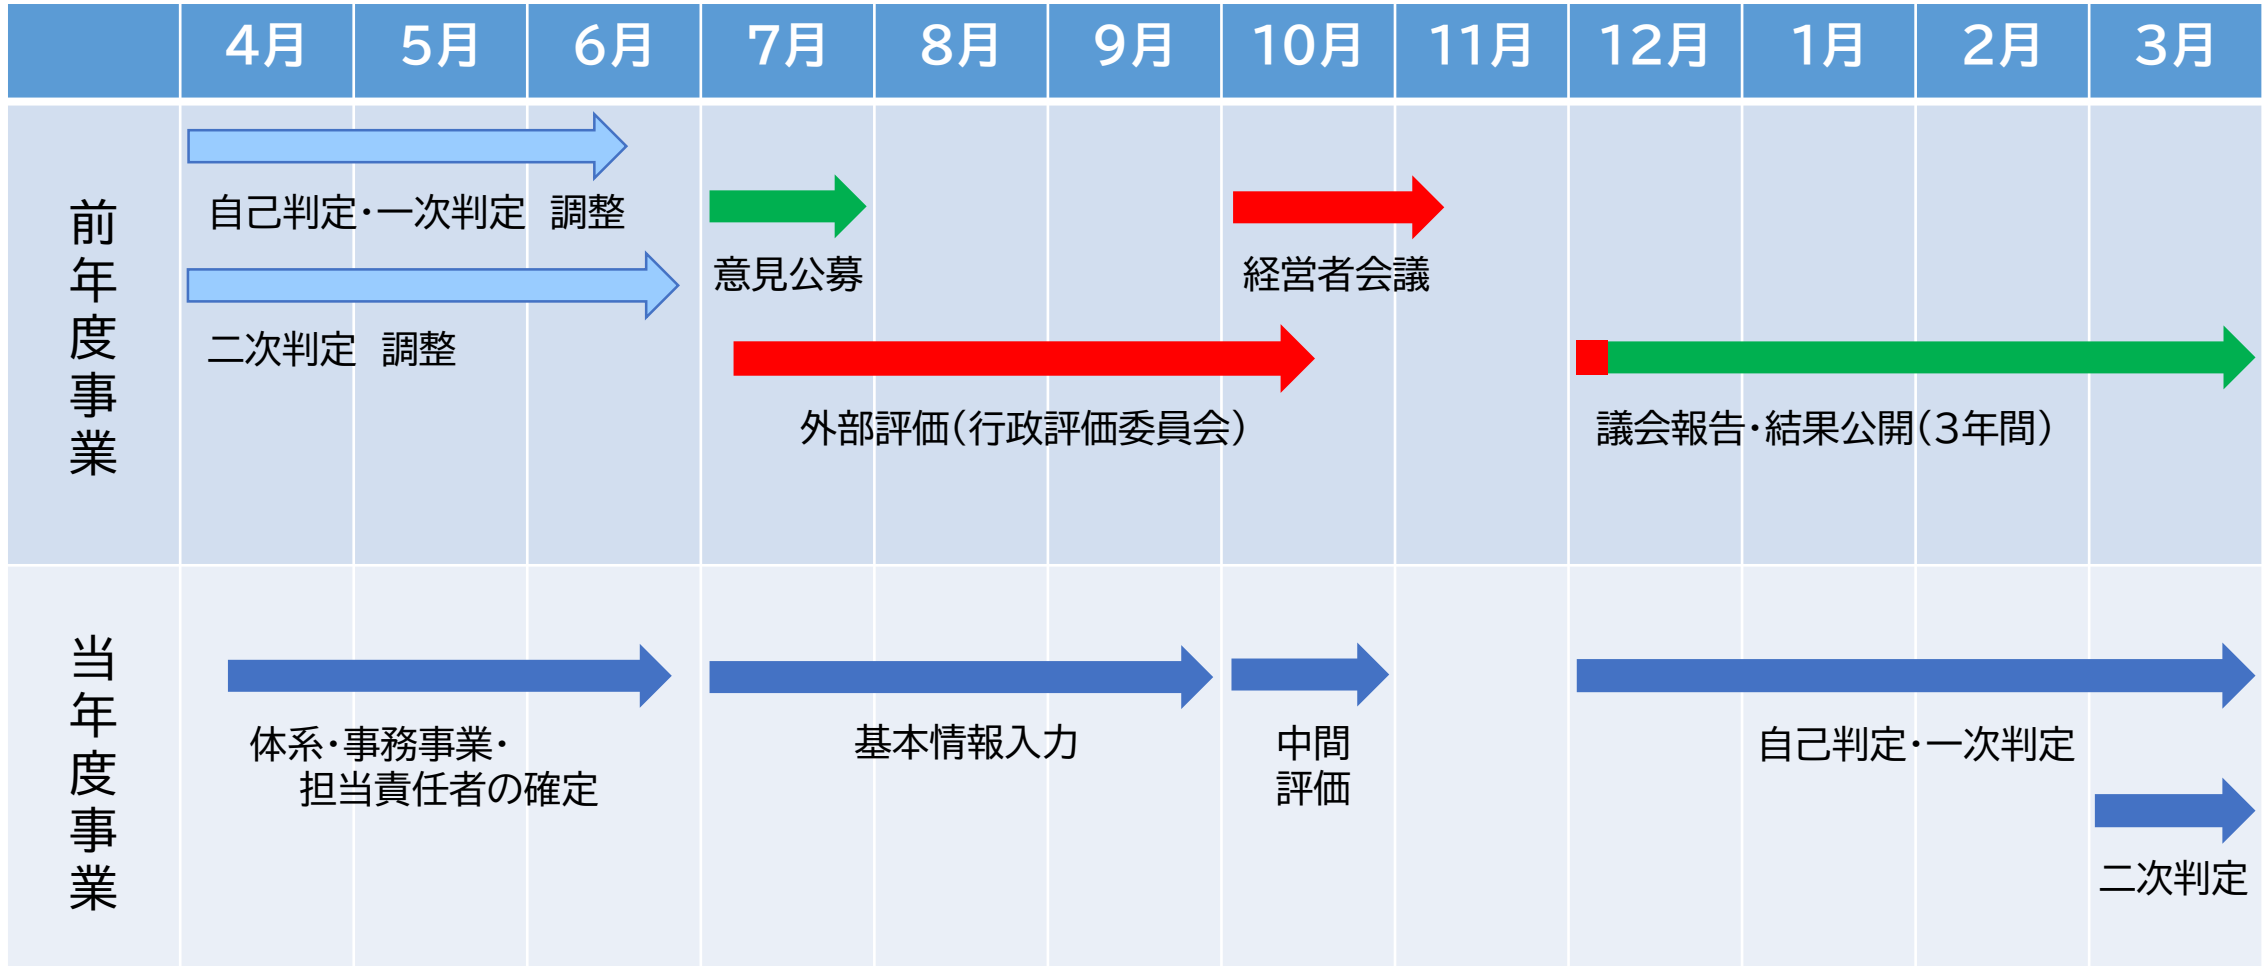 4月 5月 6月 7月 8月 9月 10月 11月 12月 1月 2月 3月
前年度事業
自己判定・一次判定　調整
二次判定　調整
意見公募
経営者会議
外部評価（行政評価委員会）
議会報告・結果公開（3年間）
当年度事業
体系・事務事業・
担当責任者の確定
基本情報入力
中間
評価
自己判定・一次判定
二次判定